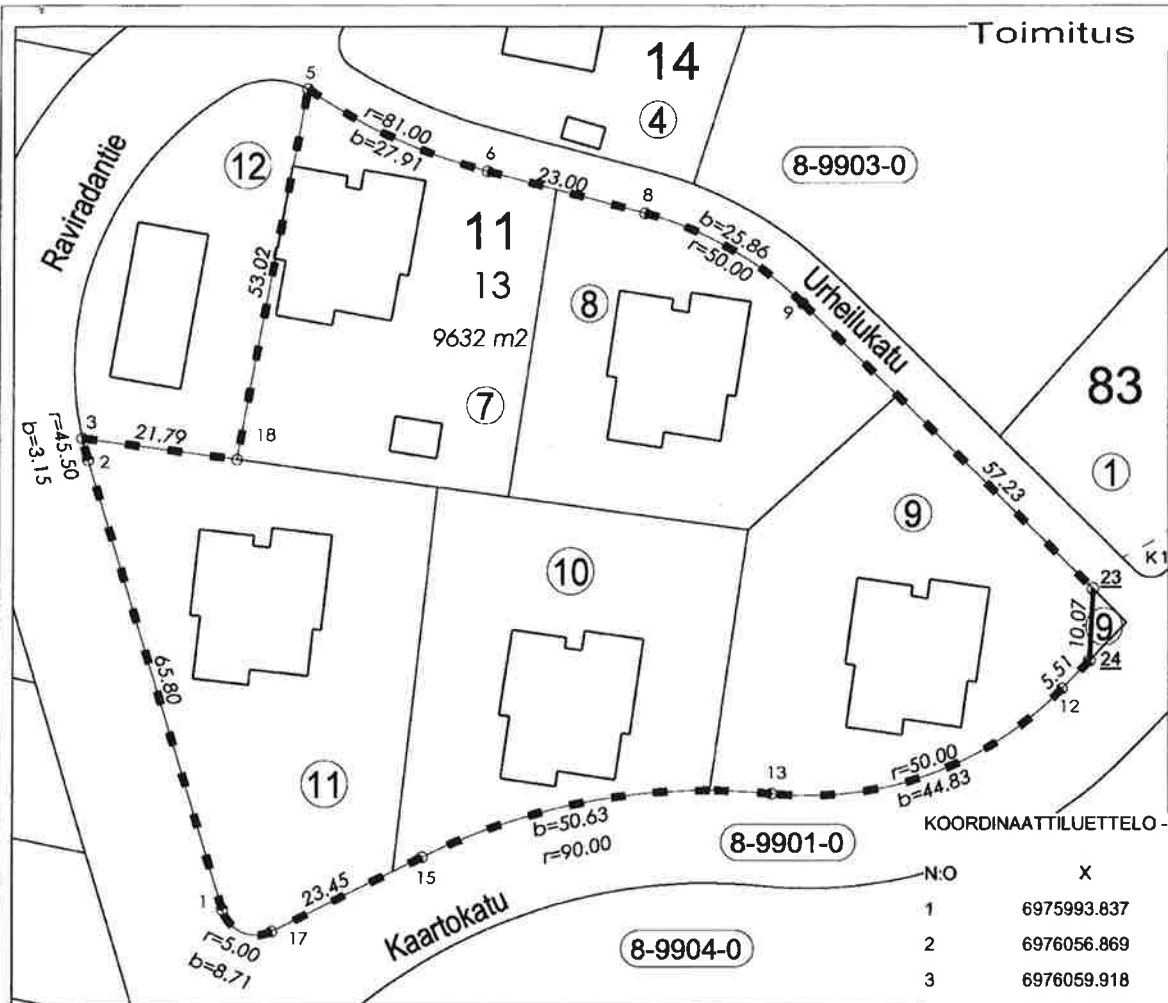 Toimitus
14
4
5
r=81.00
b=27.91
6
23.00
8
8-9903-0
12
Raviradantie
53.02
11
13
9632 m2
7
b=25.86
r=50.00
Urheilukatu
8
9
83
1
3
r=45.50
b=3.15
2
21.79
18
57.23
9
K1
23
10
10.07
9
24
5.51
12
65.80
11
13
r=50.00
b=44.83
b=50.63
r=90.00
8-9901-0
15
23.45
1
17
r=5.00
b=8.71
Kaartokatu
8-9904-0
KOORDINAATTILUETTELO -
N:O X
1 6975993.837
2 6976056.869
3 6976059.918